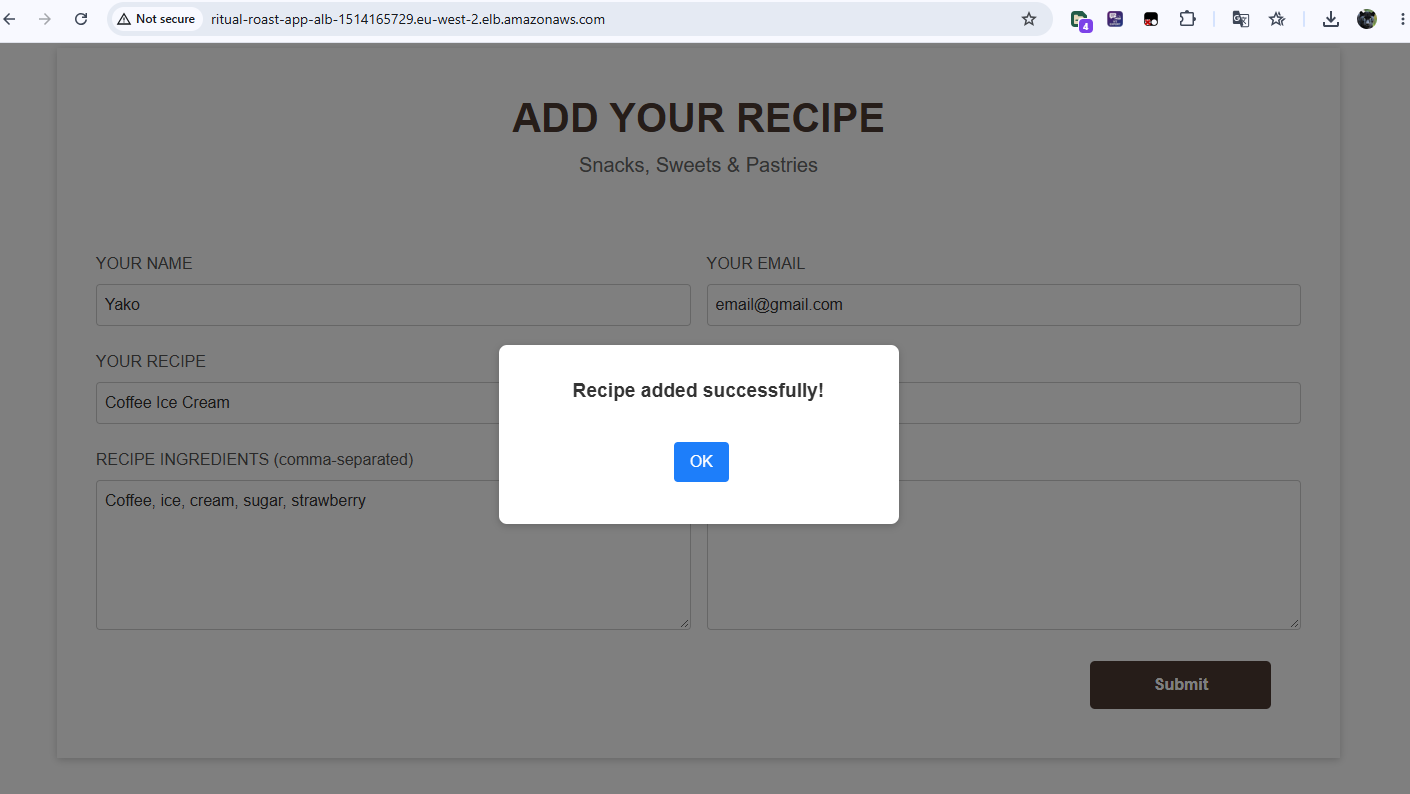 Not secure
ritual-roast-app-alb-1514165729.eu-west-2.elb.amazonaws.com
4
ADD YOUR RECIPE
Snacks, Sweets & Pastries
YOUR NAME
YOUR EMAIL
Yako
email@gmail.com
YOUR RECIPE
Coffee Ice Cream
Recipe added successfully!
OK
RECIPE INGREDIENTS (comma-separated)
Coffee, ice, cream, sugar, strawberry
Submit